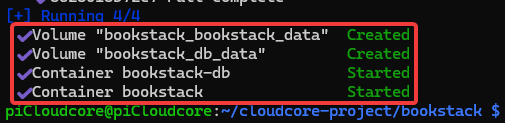 [+] Running 4/4
✔Volume "bookstack_bookstack_data" Created
✔Volume "bookstack_db_data" Created
✔Container bookstack-db Started
✔Container bookstack Started
piCloudcore@piCloudcore:~/cloudcore-project/bookstack $